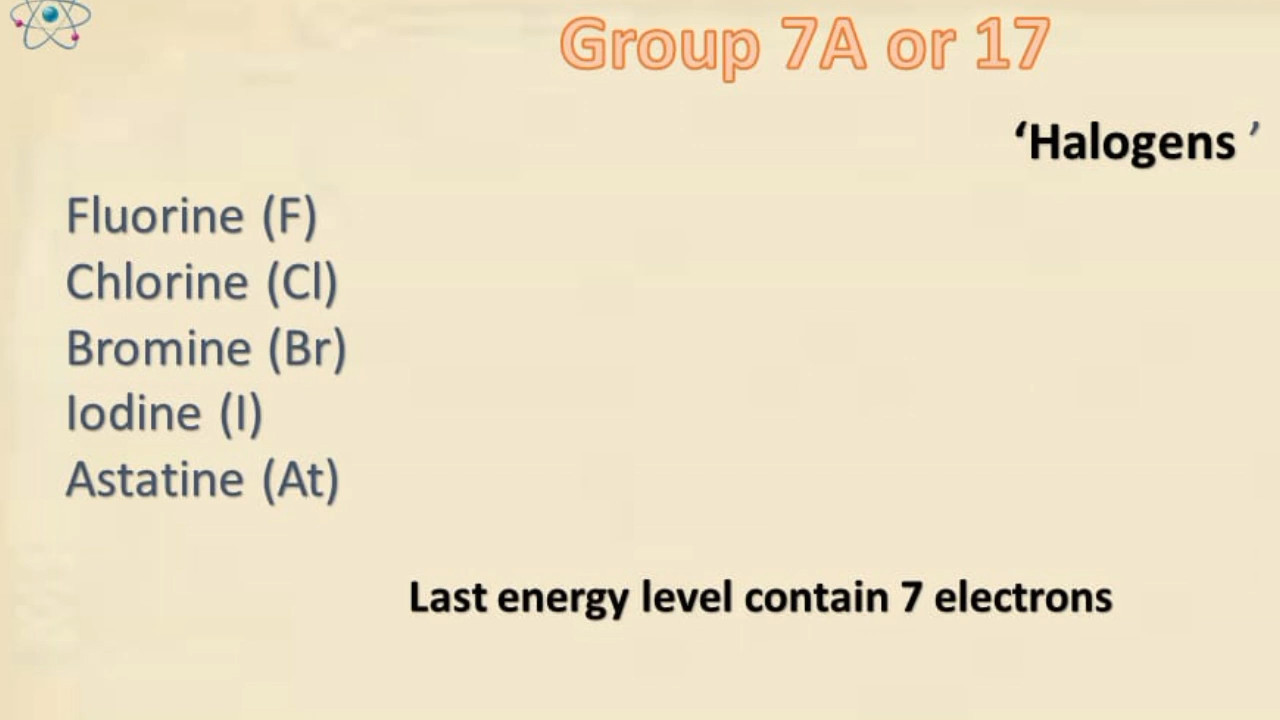 Group 7A or 17
‘Halogens ’
Fluorine (F)
Chlorine (Cl)
Bromine (Br)
Iodine (I)
Astatine (At)
Last energy level contain 7 electrons